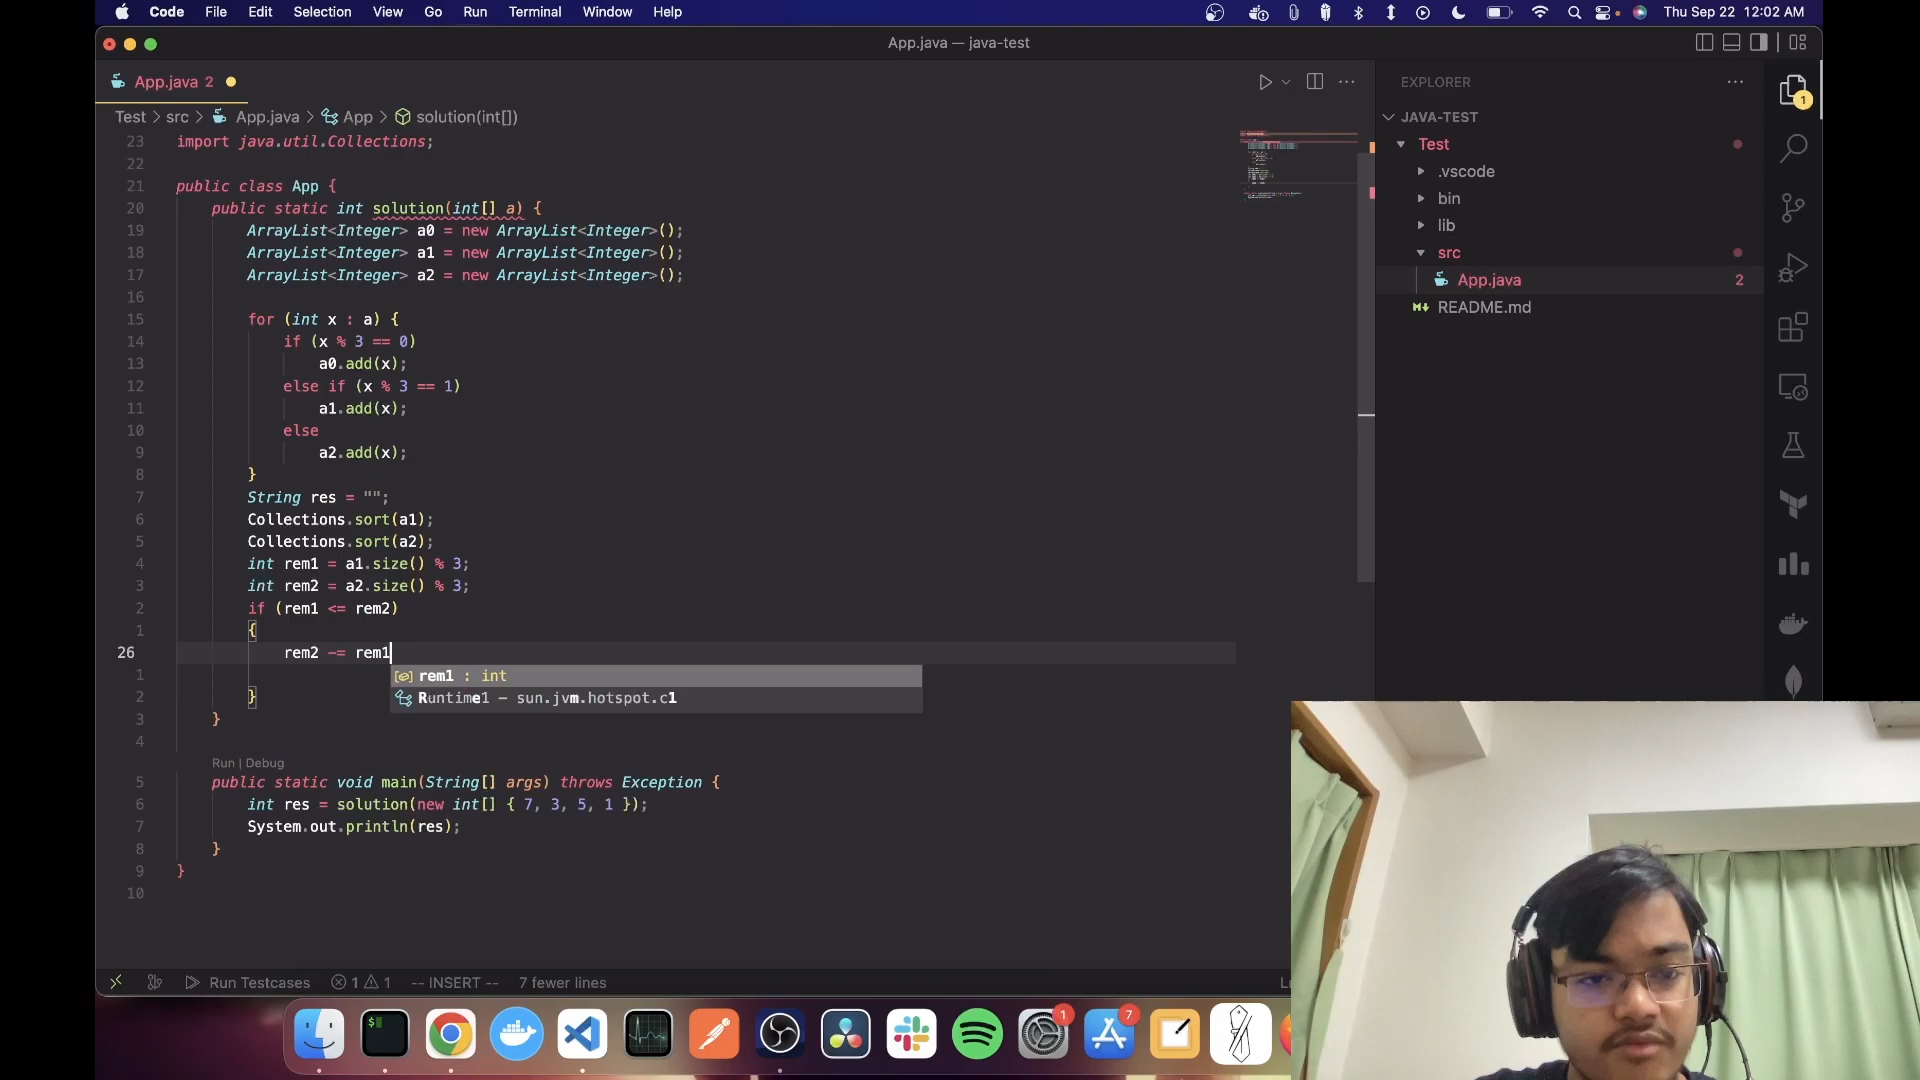 Code File Edit Selection View Go Run Terminal Window Help Thu Sep 22 12:02 AM
App.java — java-test
App.java 2
EXPLORER
Test > src > App.java > App > solution(int[])
JAVA-TEST
23 import java.util.Collections;
Test
22
.vscode
21 public class App {
bin
20 public static int solution(int[] a) {
lib
19 ArrayList<Integer> a0 = new ArrayList<Integer>();
src
18 ArrayList<Integer> a1 = new ArrayList<Integer>();
App.java 2
17 ArrayList<Integer> a2 = new ArrayList<Integer>();
README.md
16
15 for (int x : a) {
14 if (x % 3 == 0)
13 a0.add(x);
12 else if (x % 3 == 1)
11 a1.add(x);
10 else
9 a2.add(x);
8 }
7 String res = "";
6 Collections.sort(a1);
5 Collections.sort(a2);
4 int rem1 = a1.size() % 3;
3 int rem2 = a2.size() % 3;
2 if (rem1 <= rem2)
1 {
26 rem2 -= rem1
1 rem1 : int
Runtime1 – sun.jvm.hotspot.c1
2 }
3 }
4
Run | Debug
5 public static void main(String[] args) throws Exception {
6 int res = solution(new int[] { 7, 3, 5, 1 });
7 System.out.println(res);
8 }
9 }
10
Run Testcases 1 1 -- INSERT -- 7 fewer lines
1
1
7